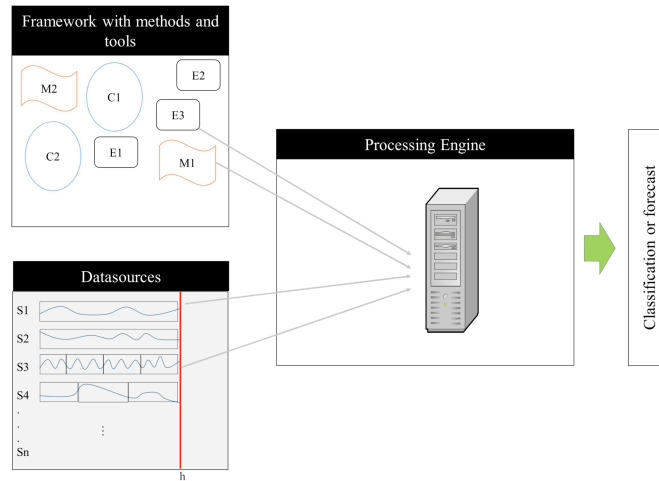 Framework with methods and
tools
M2
C1
E2
E3
C2
E1
M1
Processing Engine
Classification or forecast
Datasources
S1
S2
S3
S4
.
.
.
⋮
Sn
h